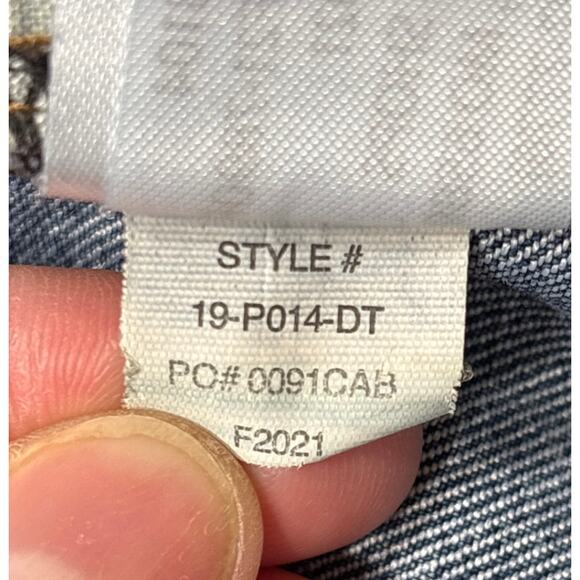 STYLE #
19-P014-DT
PO# 0091CAB
F2021